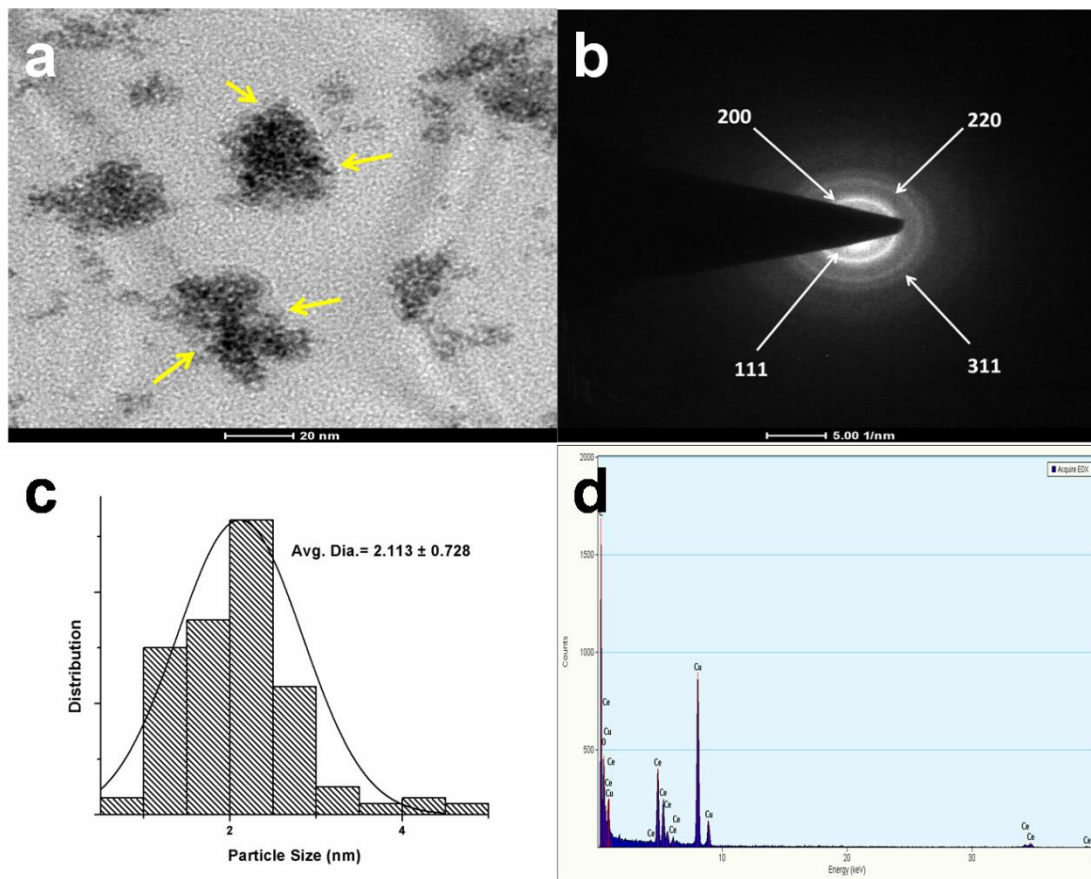 a
20 nm
b
200
220
111
311
5.00 1/nm
c
Avg. Dia.= 2.113 ± 0.728
Distribution
2
4
Particle Size (nm)
d
Acquire EDX
2000
1500
1000
500
Counts
C
Ce
Cu
O
Ce
Ce
Cu
Ce
Ce
Ce
Ce
Ce
Cu
Cu
Ce
Ce
Ce
10
20
30
Energy (keV)